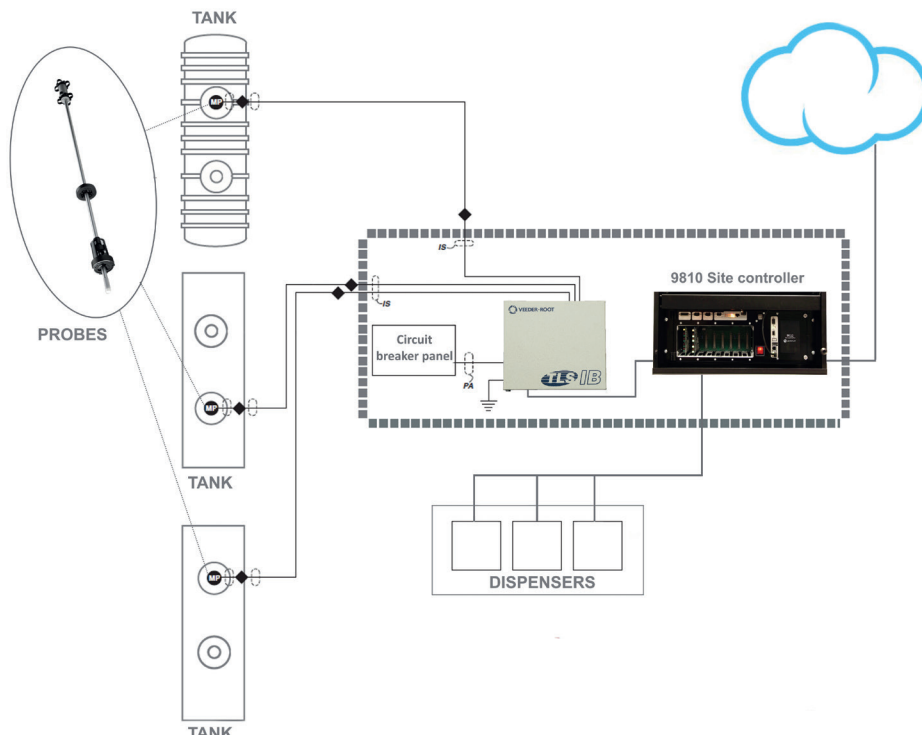 TANK
MP
IS
9810 Site controller
IS
VEEDER-ROOT
PROBES
Circuit
breaker panel
TLS IB
PA
MP
TANK
MP
DISPENSERS
TANK